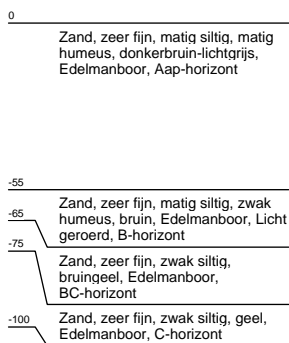 0
Zand, zeer fijn, matig siltig, matig
humeus, donkerbruin-lichtgrijs,
Edelmanboor, Aap-horizont
-55
Zand, zeer fijn, matig siltig, zwak
humeus, bruin, Edelmanboor, Licht
geroerd, B-horizont
-65
-75
Zand, zeer fijn, zwak siltig,
bruingeel, Edelmanboor,
BC-horizont
-100
Zand, zeer fijn, zwak siltig, geel,
Edelmanboor, C-horizont